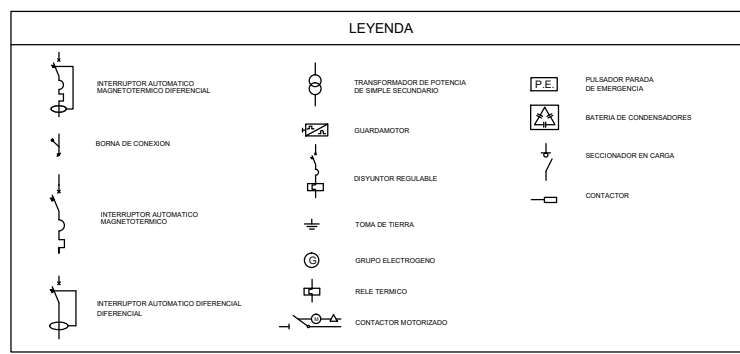 LEYENDA
INTERRUPTOR AUTOMATICO
MAGNETOTERMICO DIFERENCIAL
BORNA DE CONEXION
INTERRUPTOR AUTOMATICO
MAGNETOTERMICO
INTERRUPTOR AUTOMATICO DIFERENCIAL
DIFERENCIAL
TRANSFORMADOR DE POTENCIA
DE SIMPLE SECUNDARIO
GUARDAMOTOR
DISYUNTOR REGULABLE
TOMA DE TIERRA
G
GRUPO ELECTROGENO
RELE TERMICO
M
CONTACTOR MOTORIZADO
P.E.
PULSADOR PARADA
DE EMERGENCIA
BATERIA DE CONDENSADORES
SECCIONADOR EN CARGA
CONTACTOR